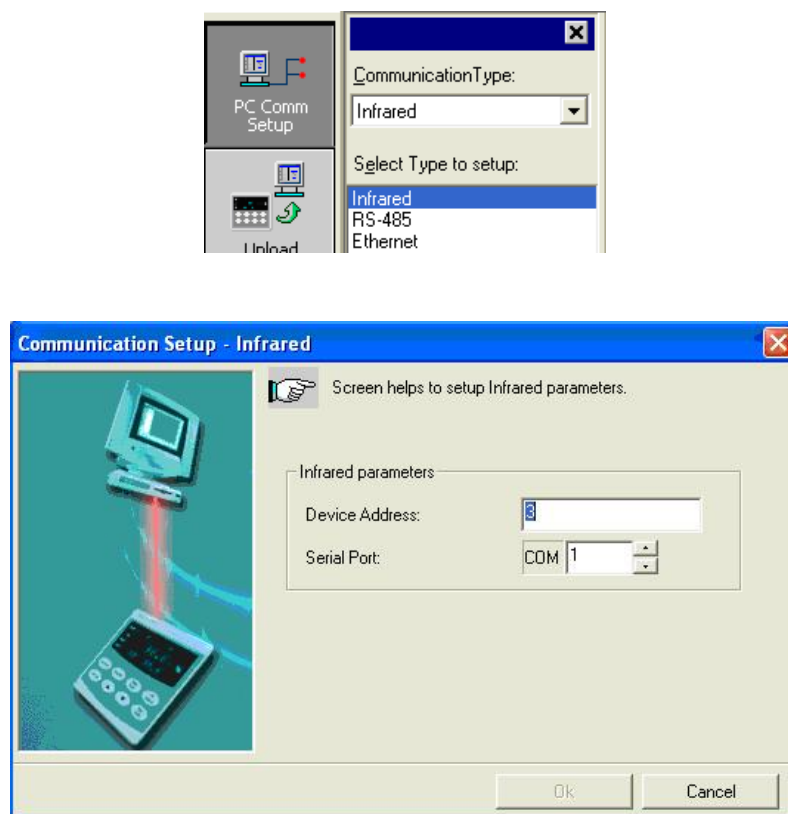 CommunicationType:
PC Comm
Setup
Infrared
Select Type to setup:
Infrared
RS-485
Ethernet
Upload
Communication Setup - Infrared
Screen helps to setup Infrared parameters.
Infrared parameters
Device Address:
3
Serial Port:
COM 1
Ok
Cancel